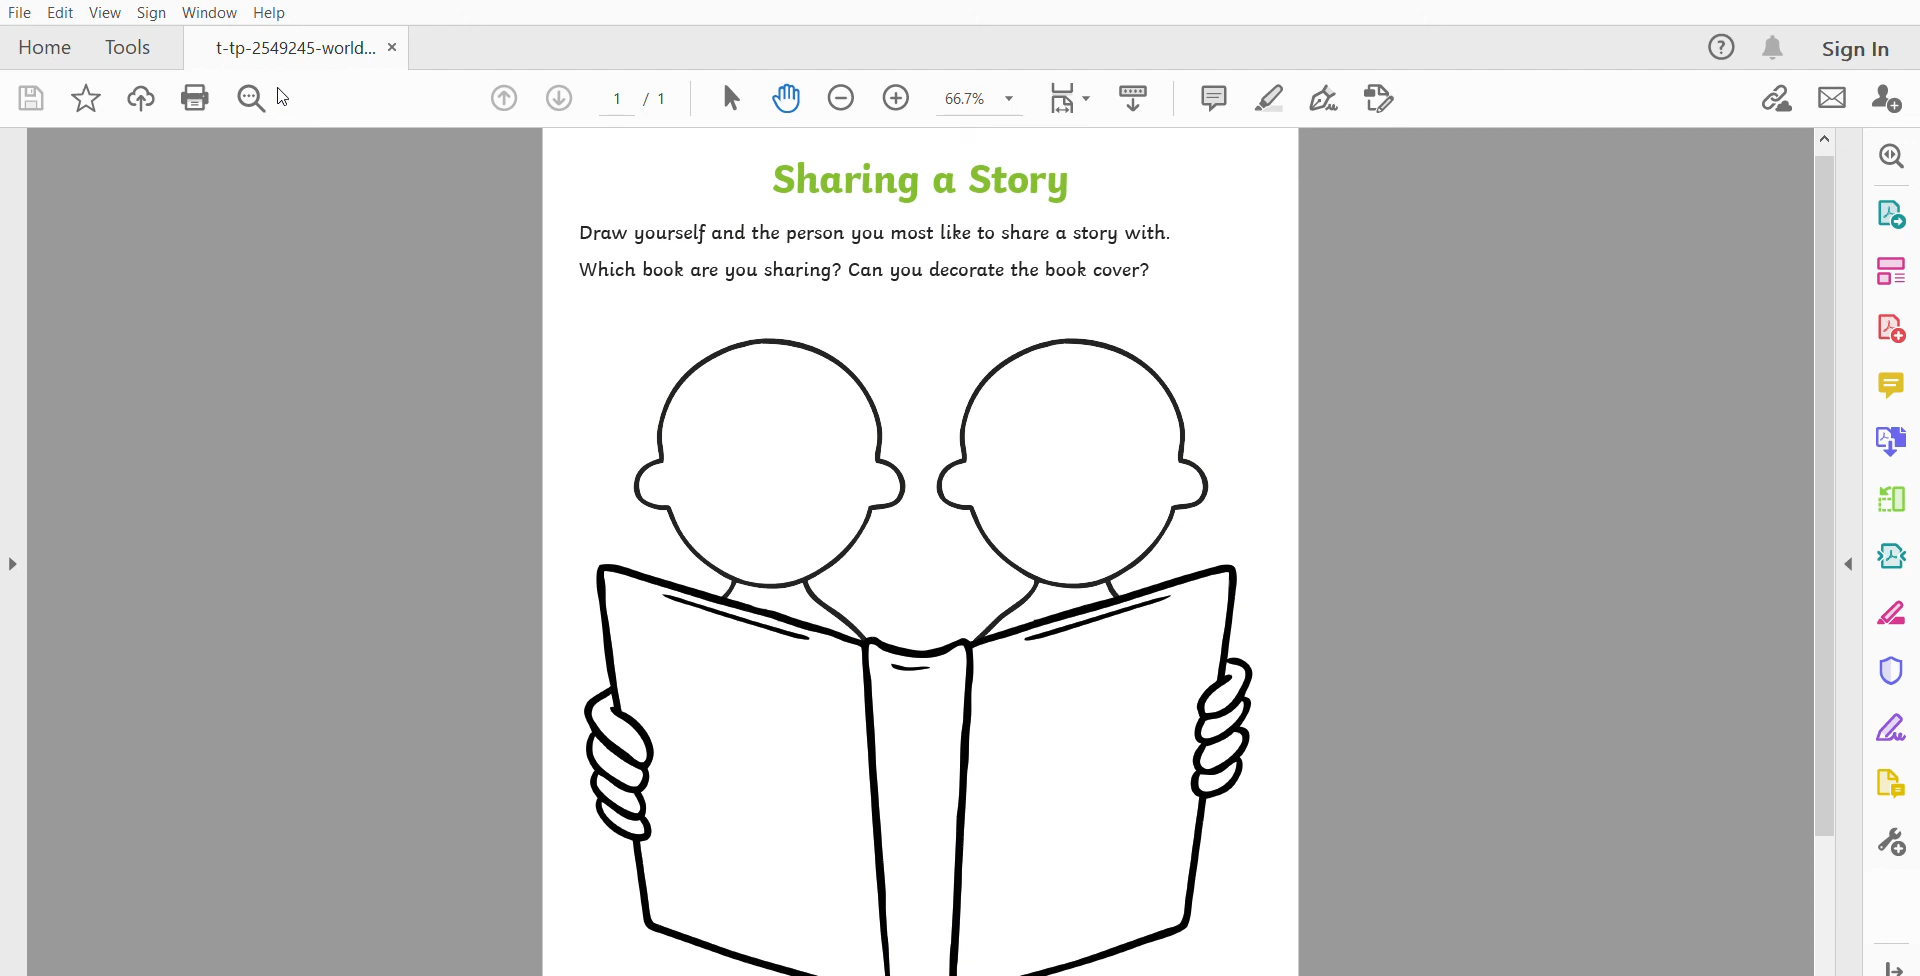 File Edit View Sign Window Help
Home Tools t-tp-2549245-world... × Sign In
1 / 1 66.7%
Sharing a Story
Draw yourself and the person you most like to share a story with.
Which book are you sharing? Can you decorate the book cover?